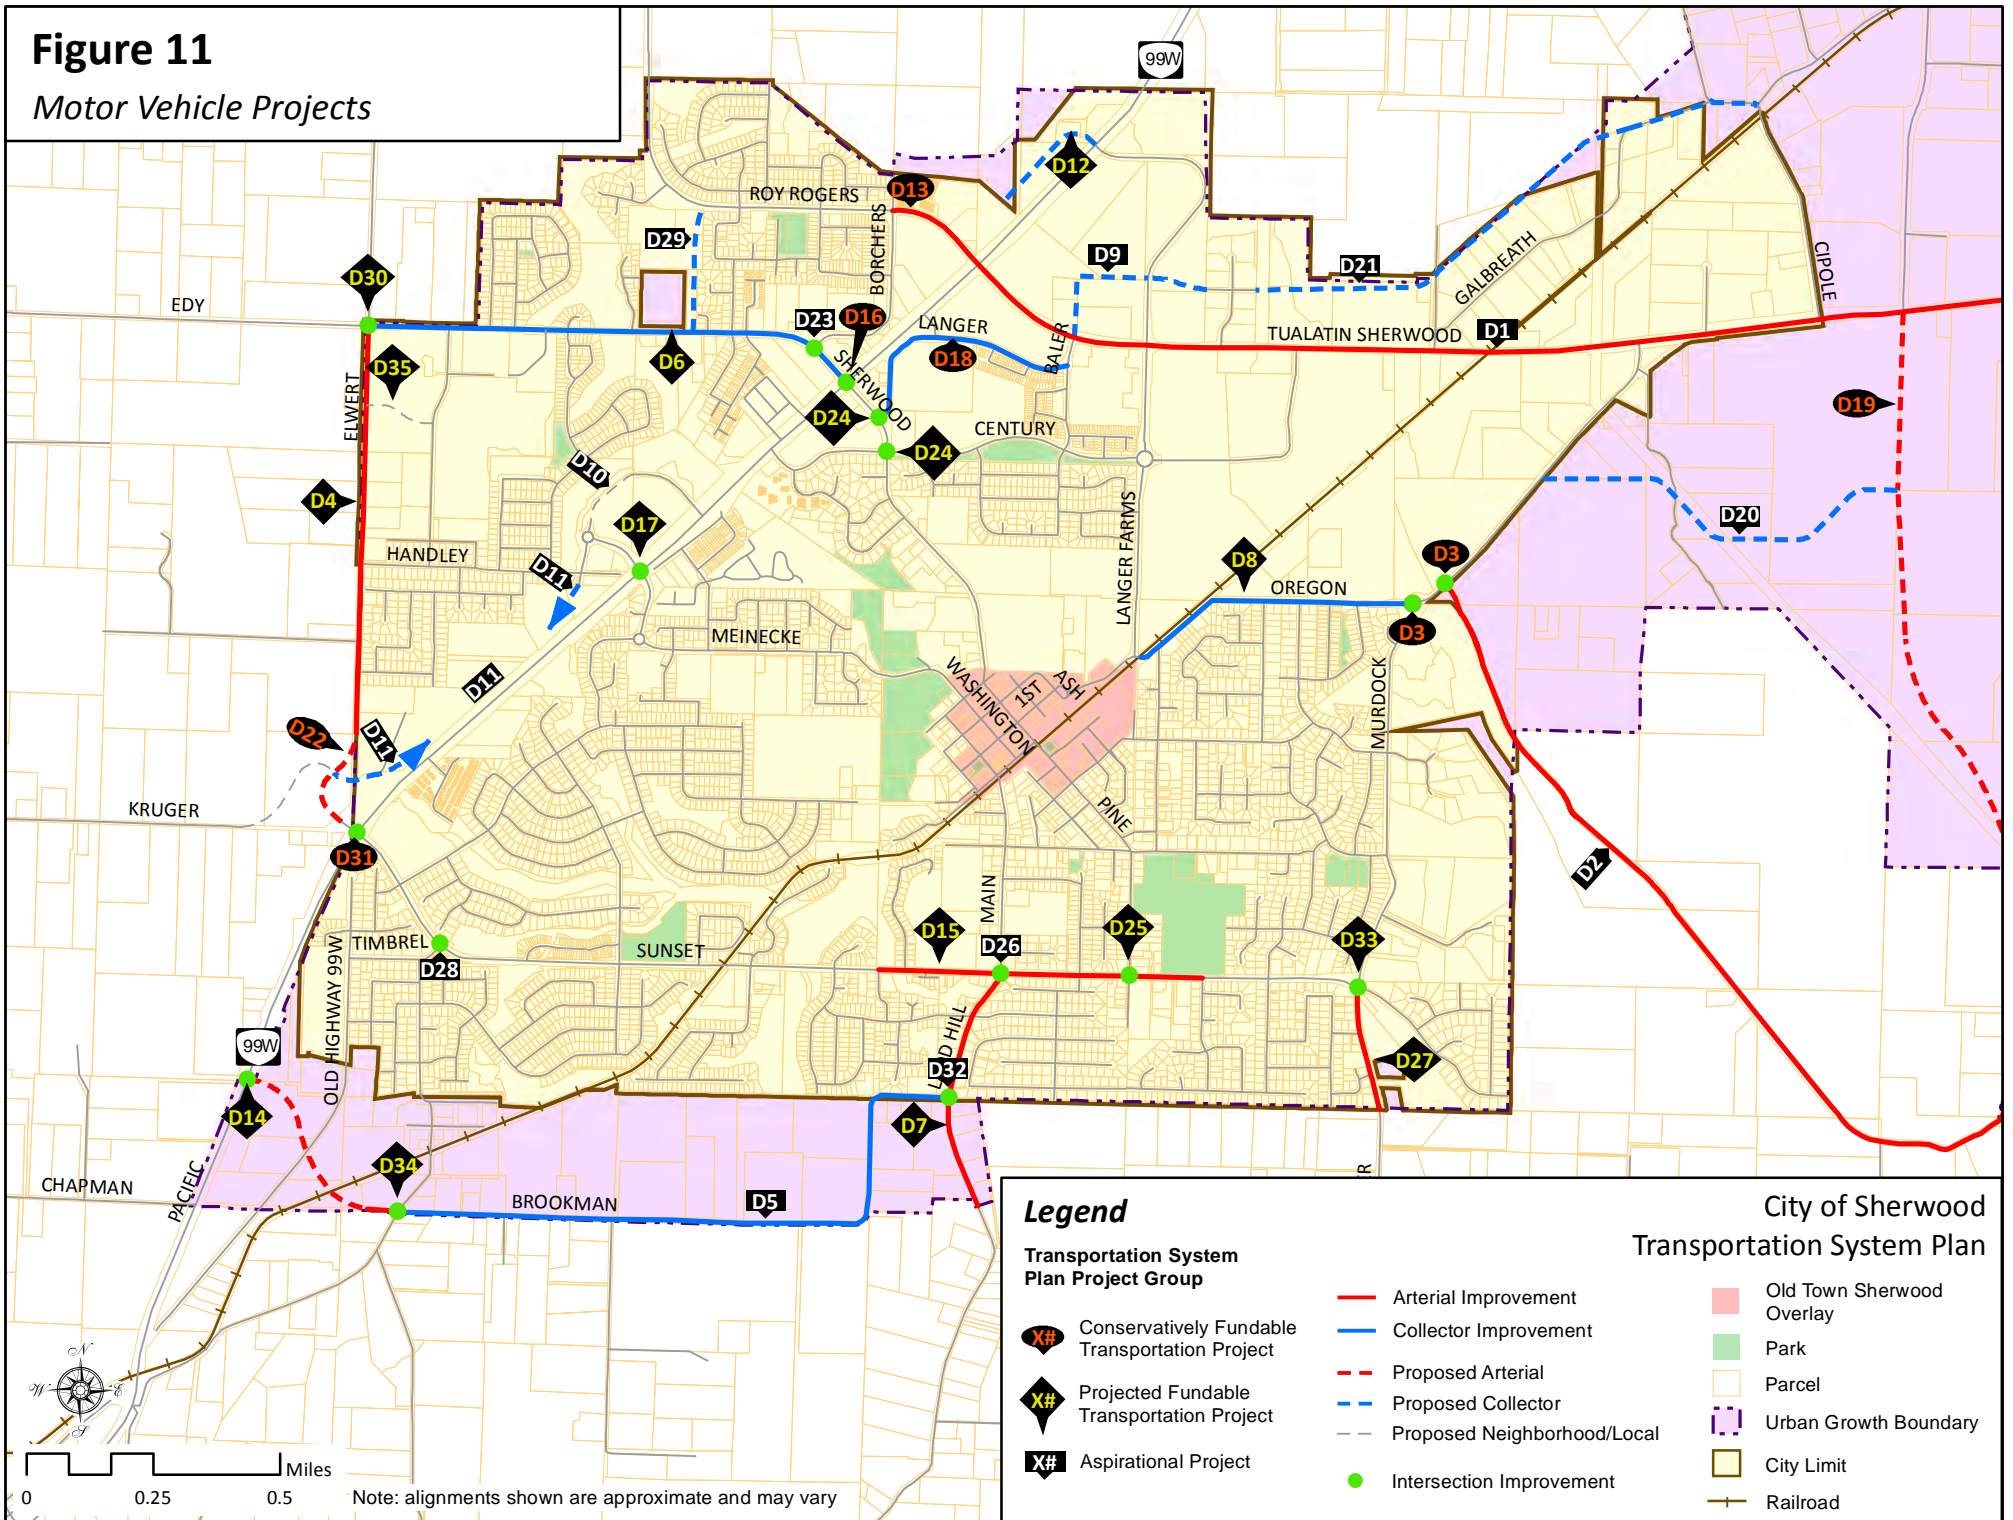 Figure 11
Motor Vehicle Projects
99W
D12
ROY ROGERS
D13
D29
BORCHERS
D9
D21
GALBREATH
CIPOLE
D30
EDY
D23
D16
LANGER
TUALATIN SHERWOOD
D1
D35
D6
SHERWOOD
D18
BALER
ELWERT
D24
CENTURY
D24
D19
D10
D4
D17
LANGER FARMS
D20
HANDLEY
D11
D8
OREGON
D3
D3
MEINECKE
WASHINGTON
1ST
ASH
MURDOCK
D11
D22
D11
KRUGER
PINE
D31
D2
MAIN
TIMBREL
D28
SUNSET
D15
D26
D25
D33
OLD HIGHWAY 99W
99W
D HILL
D32
D27
D14
D7
D34
PACIFIC
CHAPMAN
BROOKMAN
D5
ER
Legend
Transportation System
Plan Project Group
X#
Conservatively Fundable
Transportation Project
X#
Projected Fundable
Transportation Project
X#
Aspirational Project
Arterial Improvement
Collector Improvement
Proposed Arterial
Proposed Collector
Proposed Neighborhood/Local
Intersection Improvement
City of Sherwood
Transportation System Plan
Old Town Sherwood
Overlay
Park
Parcel
Urban Growth Boundary
City Limit
Railroad
N
W
E
S
Miles
0
0.25
0.5
Note: alignments shown are approximate and may vary